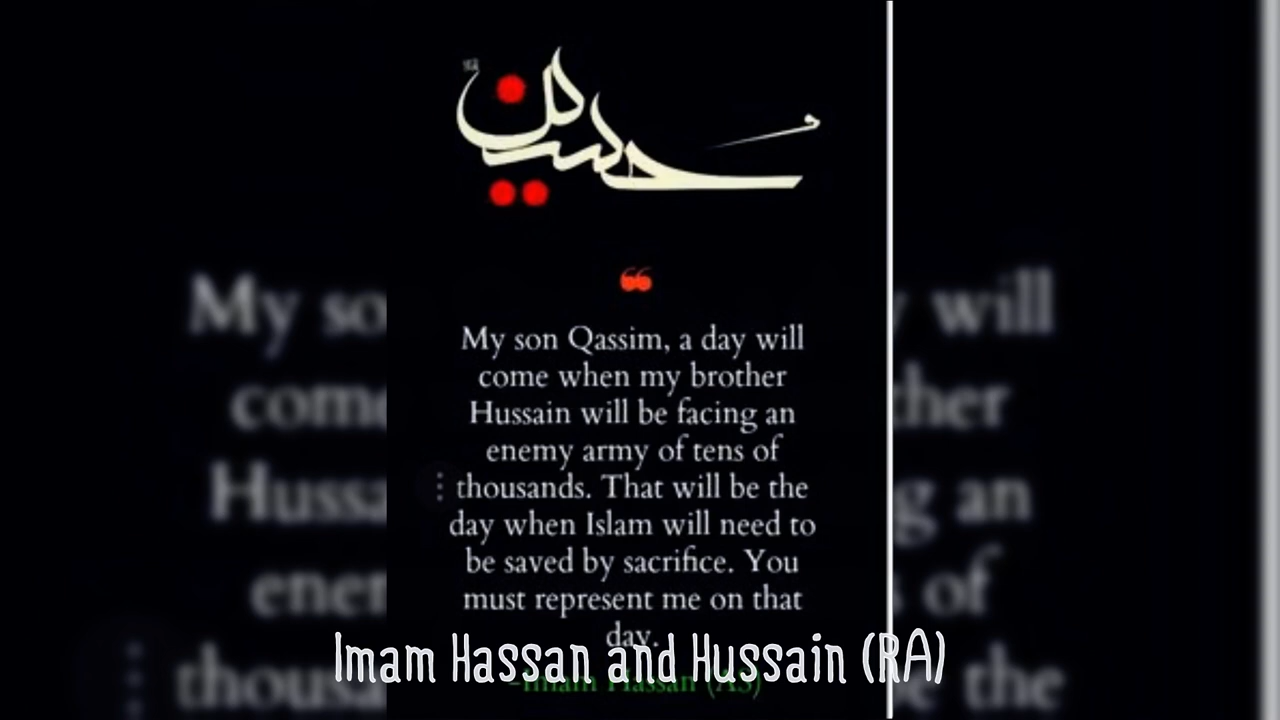 حُسین
❝
My son Qassim, a day will
come when my brother
Hussain will be facing an
enemy army of tens of
thousands. That will be the
day when Islam will need to
be saved by sacrifice. You
must represent me on that
day.
-Imam Hassan (AS)
Imam Hassan and Hussain (RA)